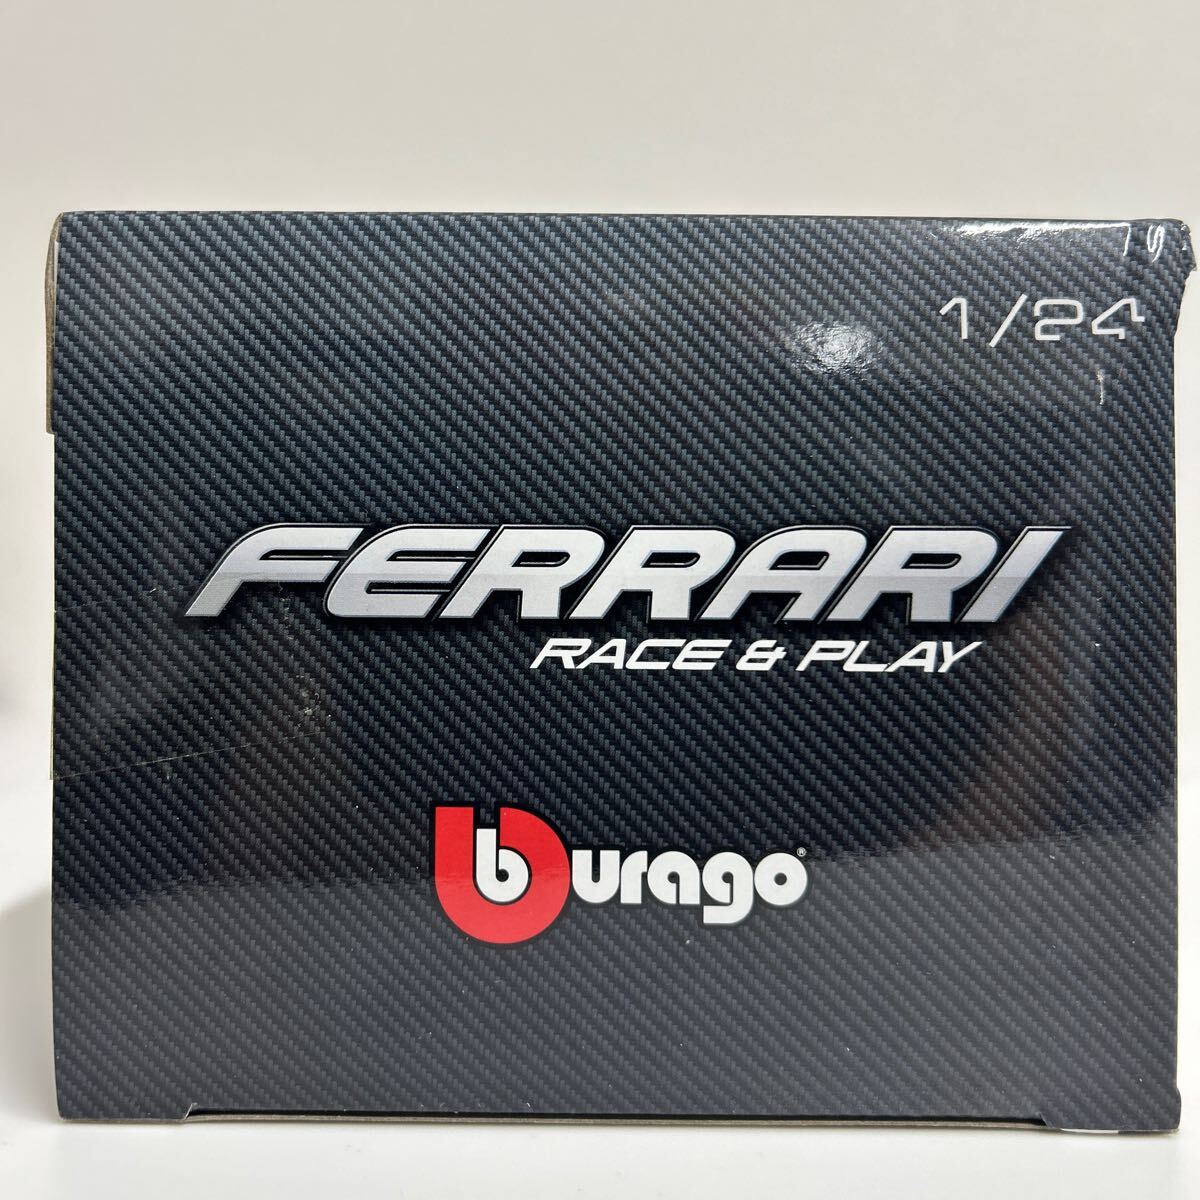 1/24
FERRARI
RACE & PLAY
burago®